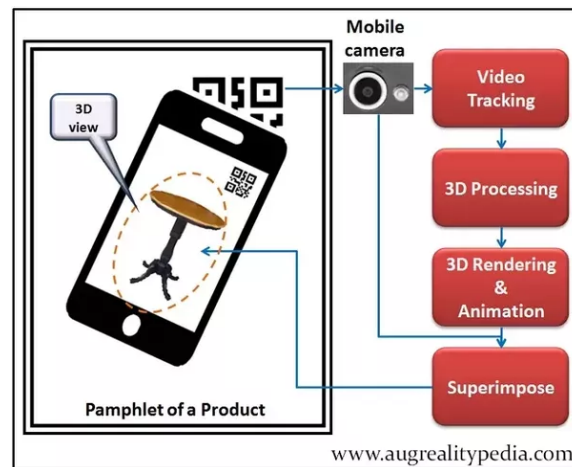 Mobile
camera
3D
view
Video
Tracking
3D Processing
3D Rendering
&
Animation
Superimpose
Pamphlet of a Product
www.augrealitypedia.com